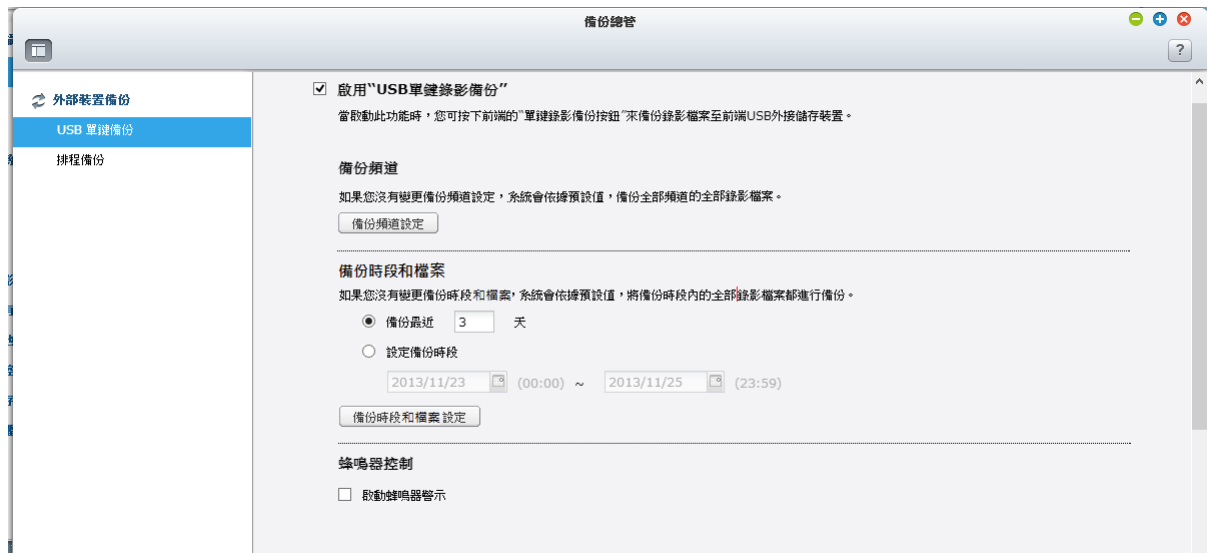 備份總管
?
外部裝置備份
USB 單鍵備份
排程備份
啟用“USB單鍵錄影備份”
當啟動此功能時，您可按下前端的“單鍵錄影備份按鈕”來備份錄影檔案至前端USB外接儲存裝置。
備份頻道
如果您沒有變更備份頻道設定，系統會依據預設值，備份全部頻道的全部錄影檔案。
備份頻道設定
備份時段和檔案
如果您沒有變更備份時段和檔案，系統會依據預設值，將備份時段內的全部錄影檔案都進行備份。
備份最近 3 天
設定備份時段
2013/11/23 (00:00) ~ 2013/11/25 (23:59)
備份時段和檔案設定
蜂鳴器控制
啟動蜂鳴器警示